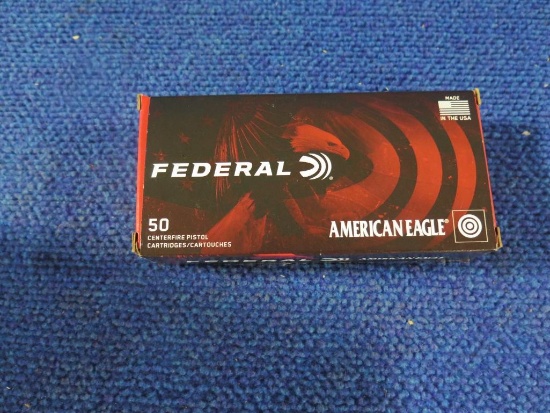 MADE
IN THE USA
FEDERAL
50
CENTERFIRE PISTOL
CARTRIDGES/CARTOUCHES
AMERICAN EAGLE®